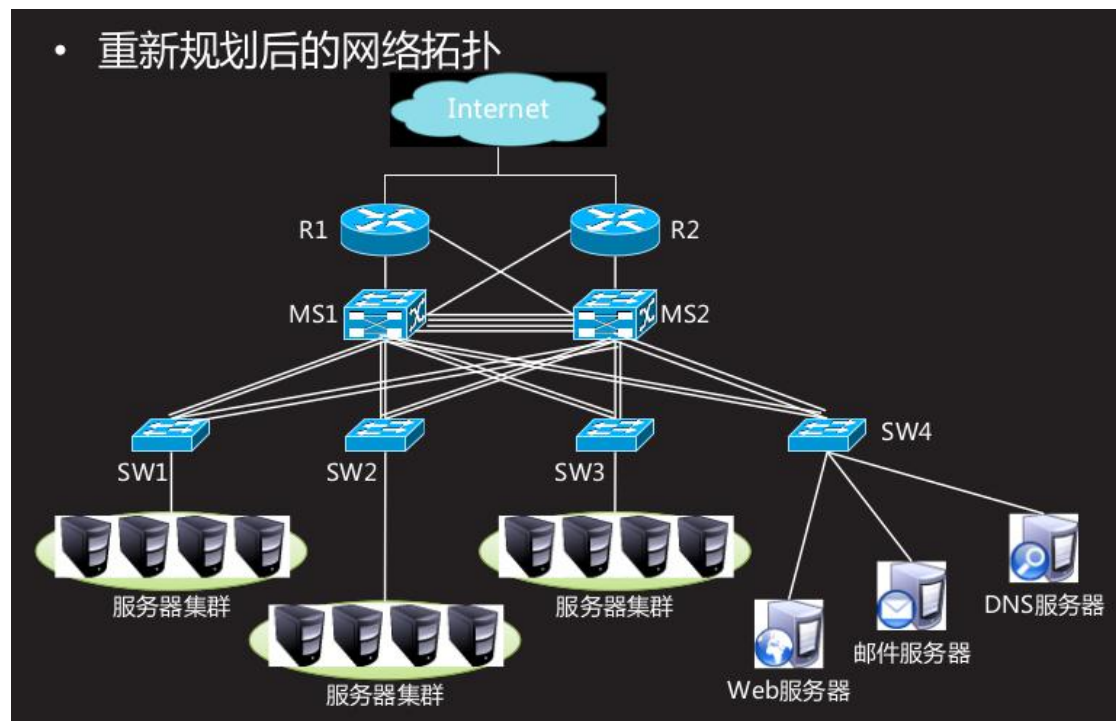 • 重新规划后的网络拓扑
Internet
R1
R2
MS1
MS2
SW1
SW2
SW3
SW4
服务器集群
服务器集群
服务器集群
Web服务器
邮件服务器
DNS服务器